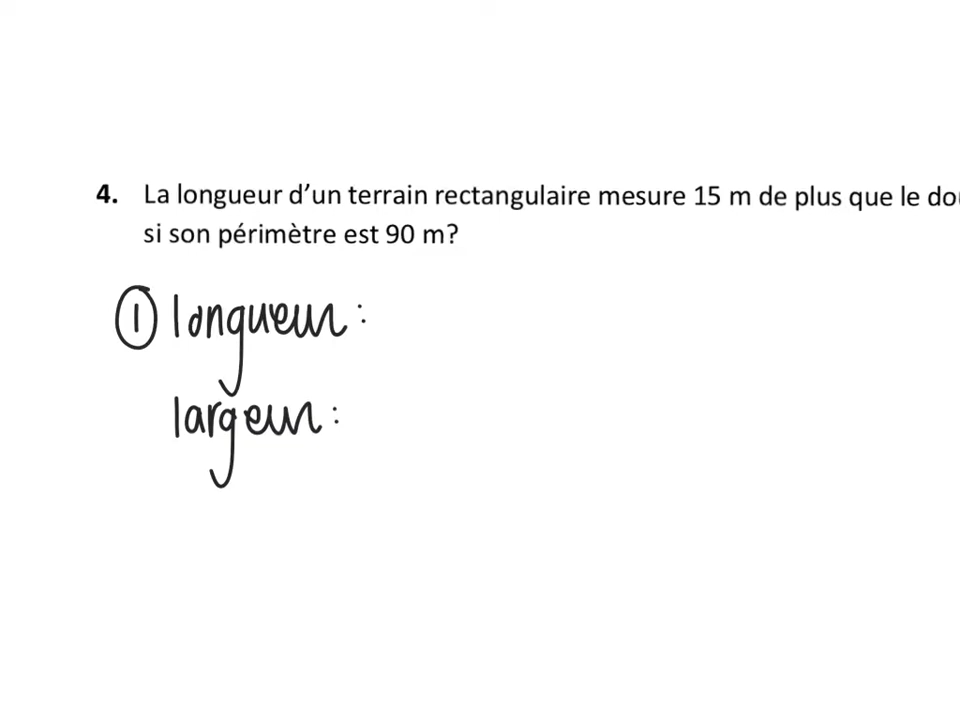 4. La longueur d’un terrain rectangulaire mesure 15 m de plus que le
si son périmètre est 90 m?
① longueur :
largeur :